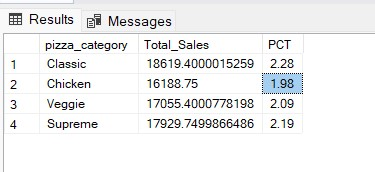 Results Messages
pizza_category Total_Sales PCT
1 Classic 18619.4000015259 2.28
2 Chicken 16188.75 1.98
3 Veggie 17055.4000778198 2.09
4 Supreme 17929.7499866486 2.19